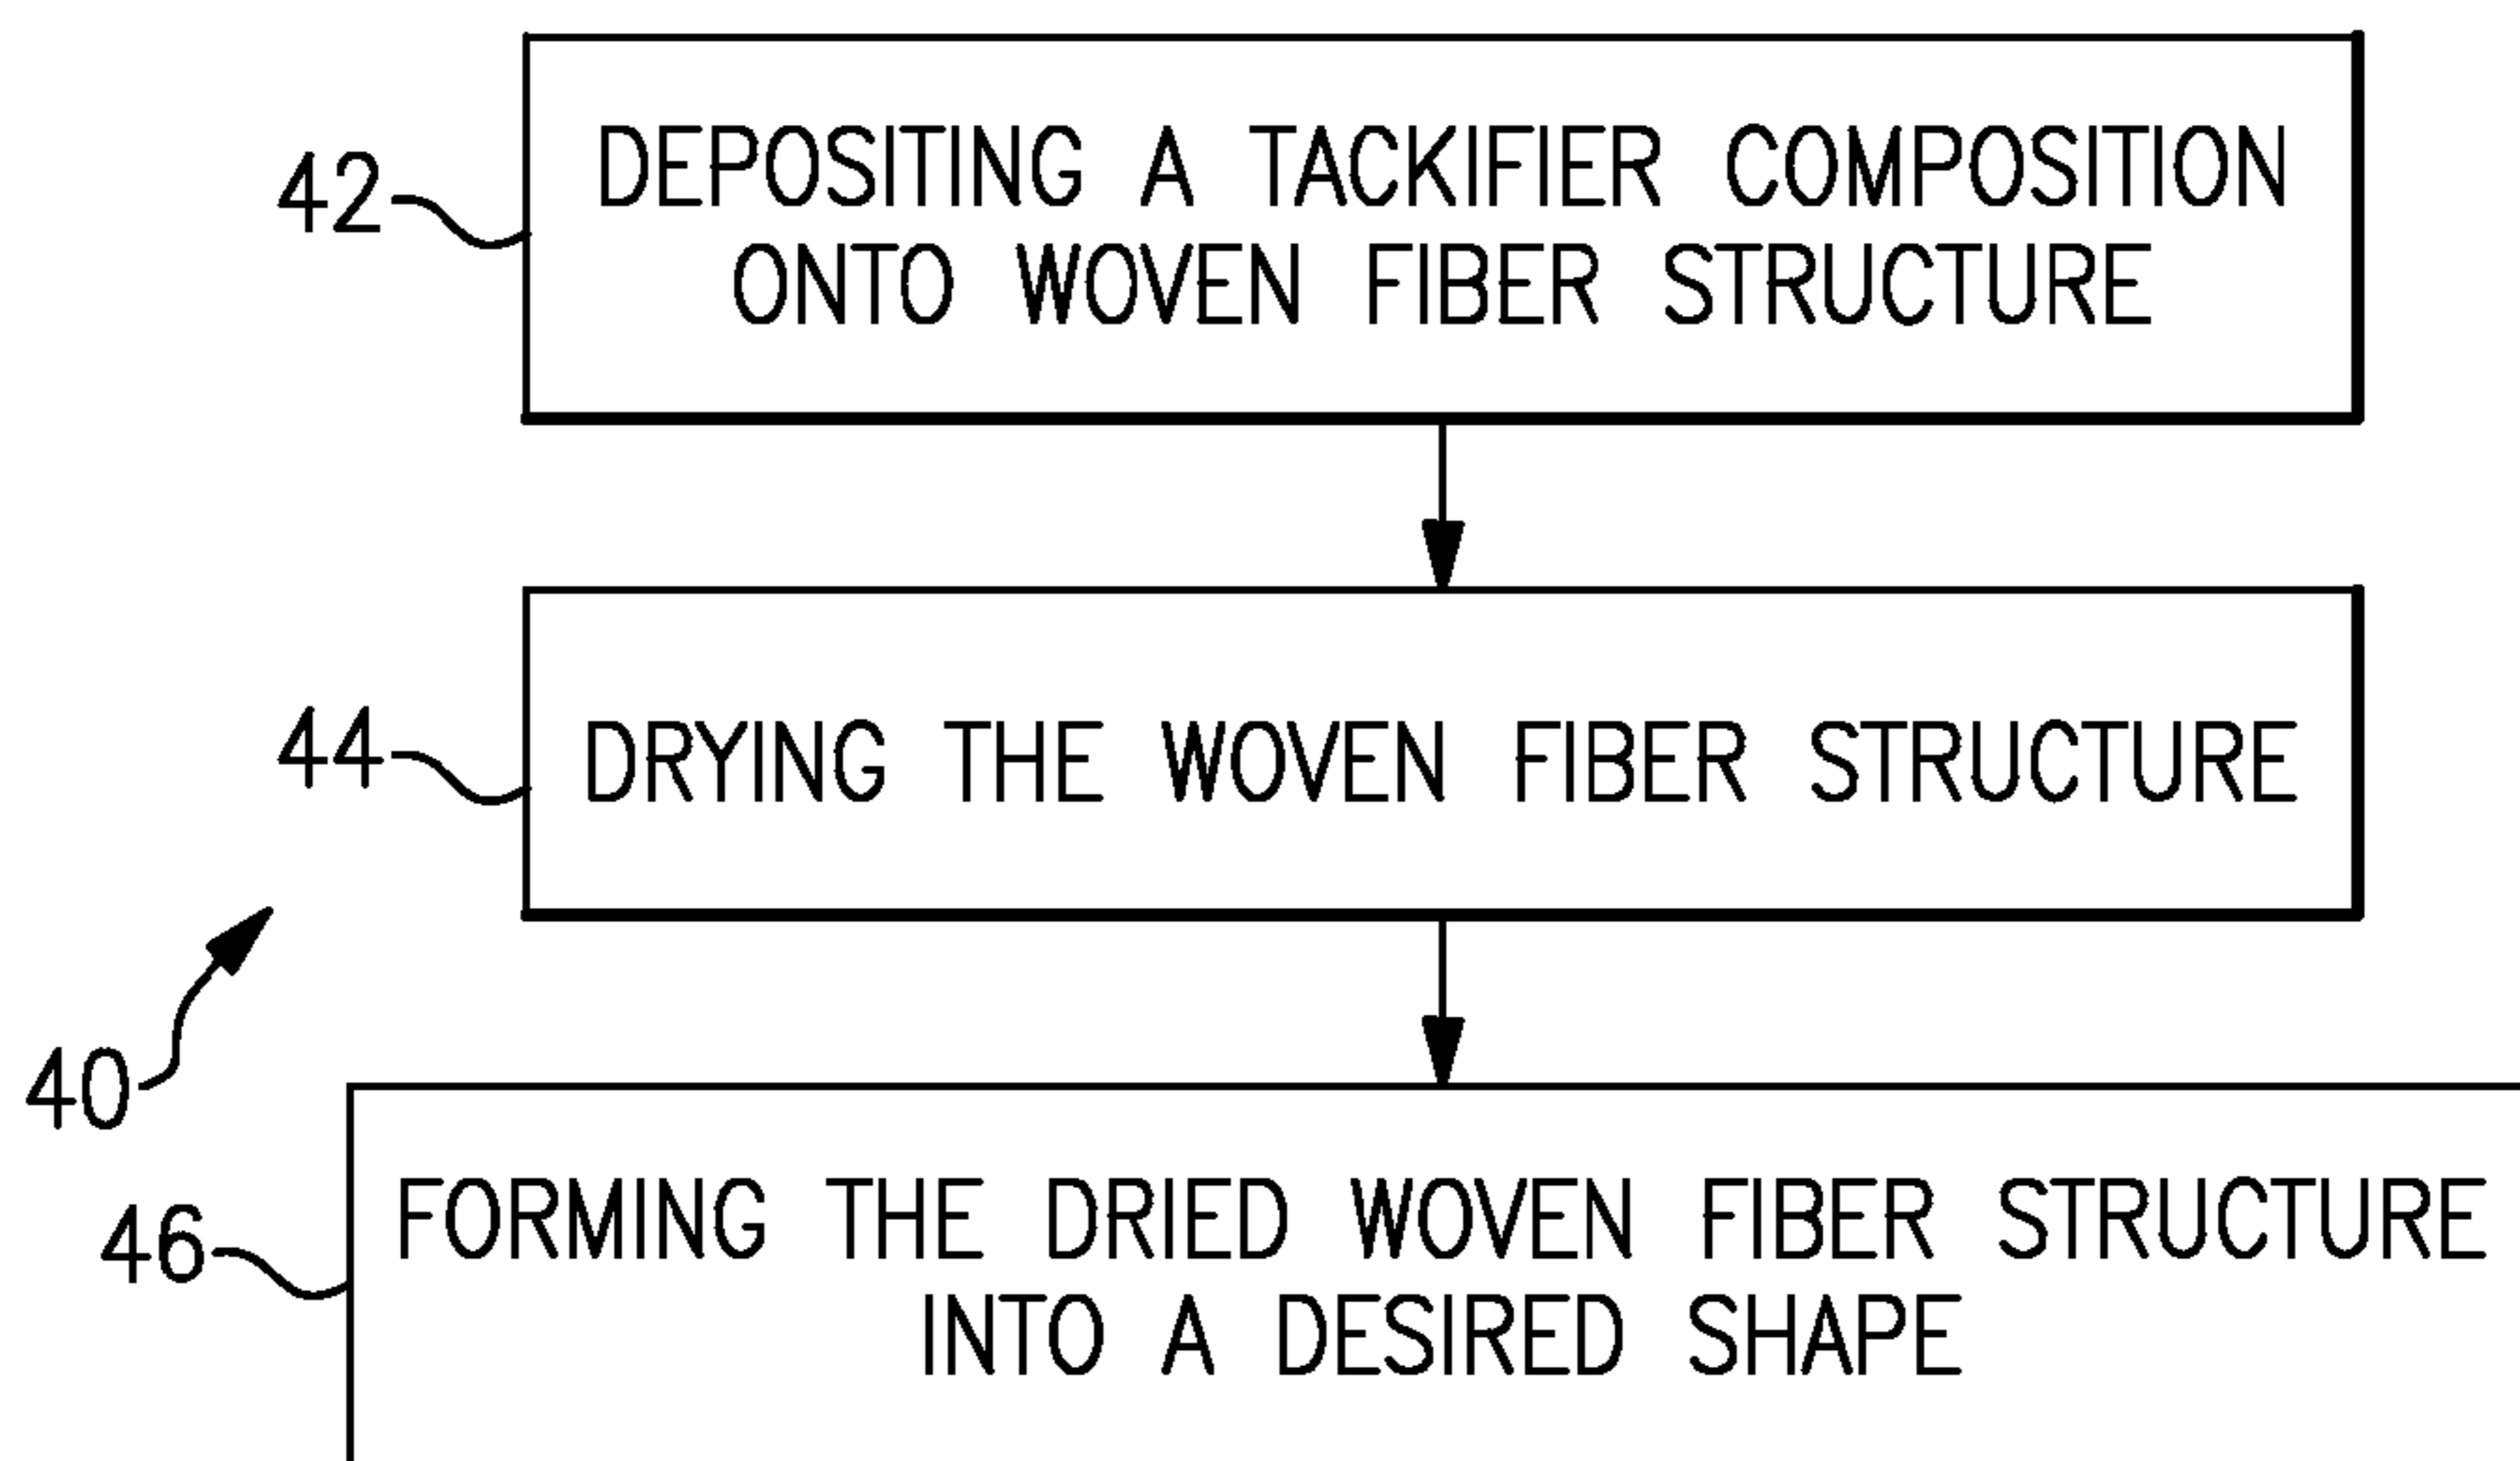 42
DEPOSITING A TACKIFIER COMPOSITION
ONTO WOVEN FIBER STRUCTURE
44
DRYING THE WOVEN FIBER STRUCTURE
40
46
FORMING THE DRIED WOVEN FIBER STRUCTURE
INTO A DESIRED SHAPE